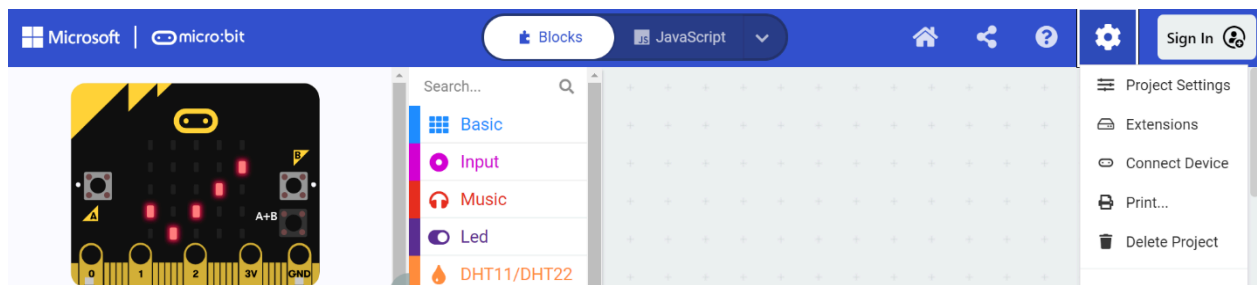 Microsoft | micro:bit
Blocks
JS JavaScript
Sign In
Search...
Basic
Input
Music
Led
DHT11/DHT22
A
B
A+B
0 1 2 3V GND
Project Settings
Extensions
Connect Device
Print...
Delete Project